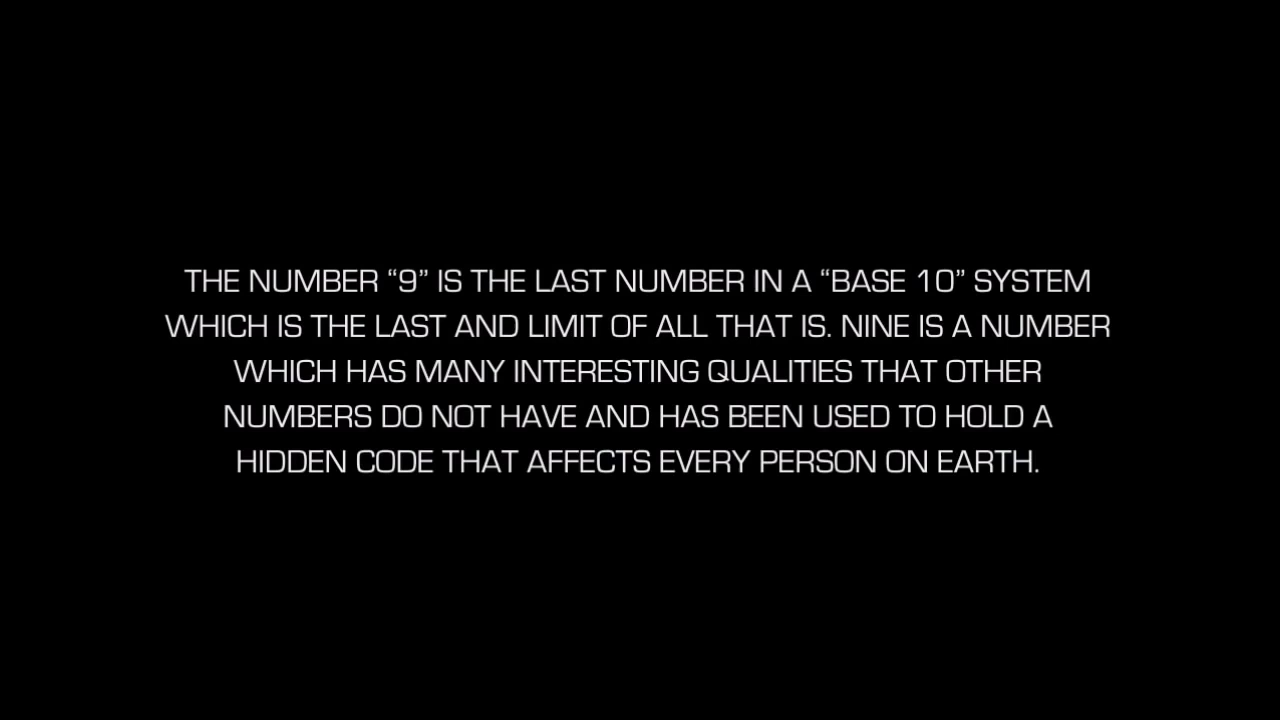 THE NUMBER “9” IS THE LAST NUMBER IN A “BASE 10” SYSTEM
WHICH IS THE LAST AND LIMIT OF ALL THAT IS. NINE IS A NUMBER
WHICH HAS MANY INTERESTING QUALITIES THAT OTHER
NUMBERS DO NOT HAVE AND HAS BEEN USED TO HOLD A
HIDDEN CODE THAT AFFECTS EVERY PERSON ON EARTH.